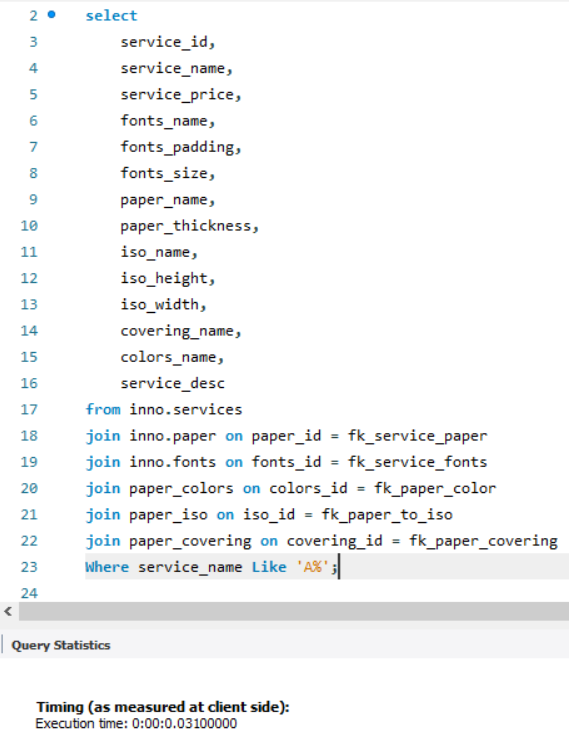 2 select
3 service_id,
4 service_name,
5 service_price,
6 fonts_name,
7 fonts_padding,
8 fonts_size,
9 paper_name,
10 paper_thickness,
11 iso_name,
12 iso_height,
13 iso_width,
14 covering_name,
15 colors_name,
16 service_desc
17 from inno.services
18 join inno.paper on paper_id = fk_service_paper
19 join inno.fonts on fonts_id = fk_service_fonts
20 join paper_colors on colors_id = fk_paper_color
21 join paper_iso on iso_id = fk_paper_to_iso
22 join paper_covering on covering_id = fk_paper_covering
23 Where service_name Like 'A%';
24
Query Statistics
Timing (as measured at client side):
Execution time: 0:00:0.03100000